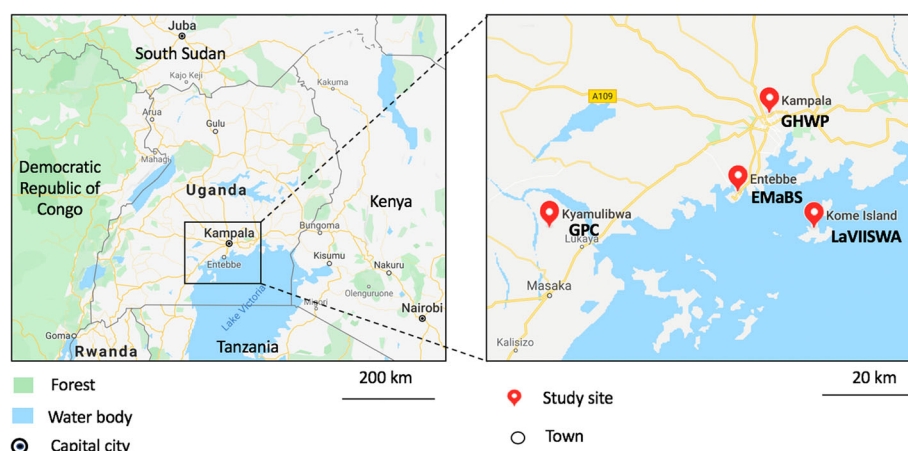 Juba
South Sudan
Kajo Keji
Kakuma
Arua
Gulu
Mahagi
Democratic
Republic of
Congo
Uganda
Kenya
Kampala
Bungoma
Entebbe
Kisumu
Nakuru
Olenguruone
Lake Victoria
Migori
Nairobi
Goma
Rwanda
Tanzania
A109
Kampala
GHWP
Entebbe
EMaBS
Kyamulibwa
GPC
Lukaya
Kome Island
LaVIISWA
Masaka
Kalisizo
Forest
Water body
Capital city
200 km
20 km
Study site
Town